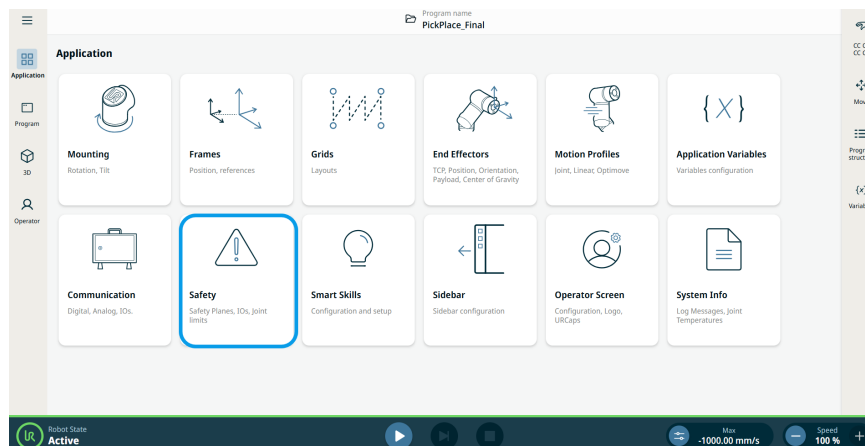 Program name
PickPlace_Final
Application
Application
Program
3D
Operator
Mounting
Rotation, Tilt
Frames
Position, references
Grids
Layouts
End Effectors
TCP, Position, Orientation,
Payload, Center of Gravity
Motion Profiles
Joint, Linear, Optimove
Application Variables
Variables configuration
Communication
Digital, Analog, IOs.
Safety
Safety Planes, IOs, Joint
limits
Smart Skills
Configuration and setup
Sidebar
Sidebar configuration
Operator Screen
Configuration, Logo,
URCaps
System Info
Log Messages, Joint
Temperatures
Robot State
Active
Max
-1000.00 mm/s
Speed
100 %